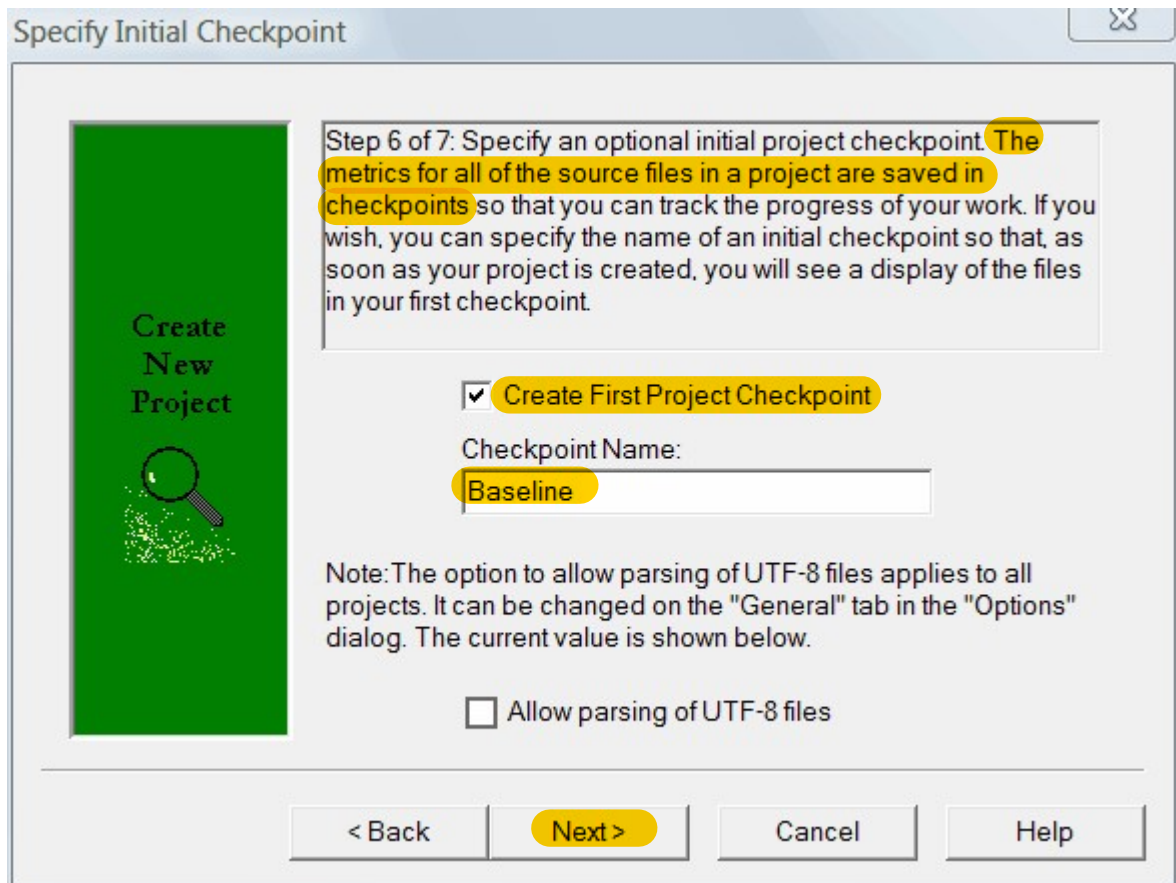 Specify Initial Checkpoint
Step 6 of 7: Specify an optional initial project checkpoint. The
metrics for all of the source files in a project are saved in
checkpoints so that you can track the progress of your work. If you
wish, you can specify the name of an initial checkpoint so that, as
soon as your project is created, you will see a display of the files
in your first checkpoint.
Create
New
Project
Create First Project Checkpoint
Checkpoint Name:
Baseline
Note:The option to allow parsing of UTF-8 files applies to all
projects. It can be changed on the "General" tab in the "Options"
dialog. The current value is shown below.
Allow parsing of UTF-8 files
< Back
Next >
Cancel
Help